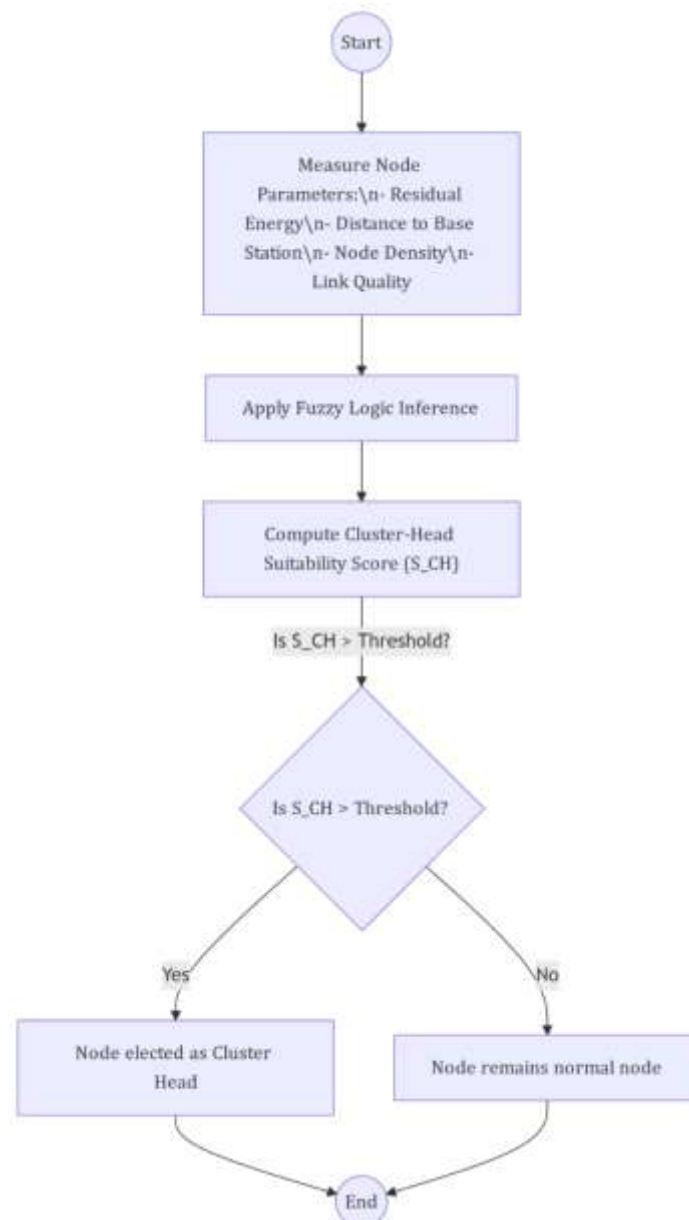 Start
Measure Node
Parameters:\n- Residual
Energy\n- Distance to Base
Station\n- Node Density\n-
Link Quality
Apply Fuzzy Logic Inference
Compute Cluster-Head
Suitability Score (S_CH)
Is S_CH > Threshold?
Is S_CH > Threshold?
Yes
No
Node elected as Cluster
Head
Node remains normal node
End